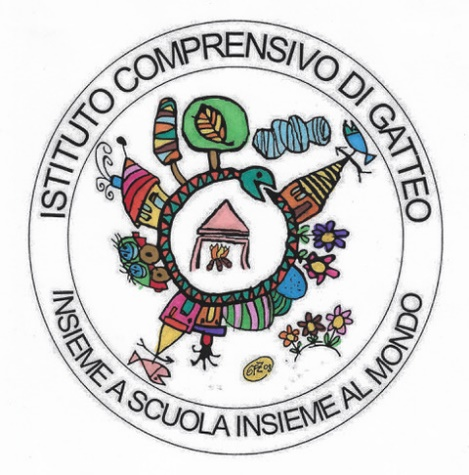 ISTITUTO COMPRENSIVO DI GATTEO
INSIEME A SCUOLA INSIEME AL MONDO